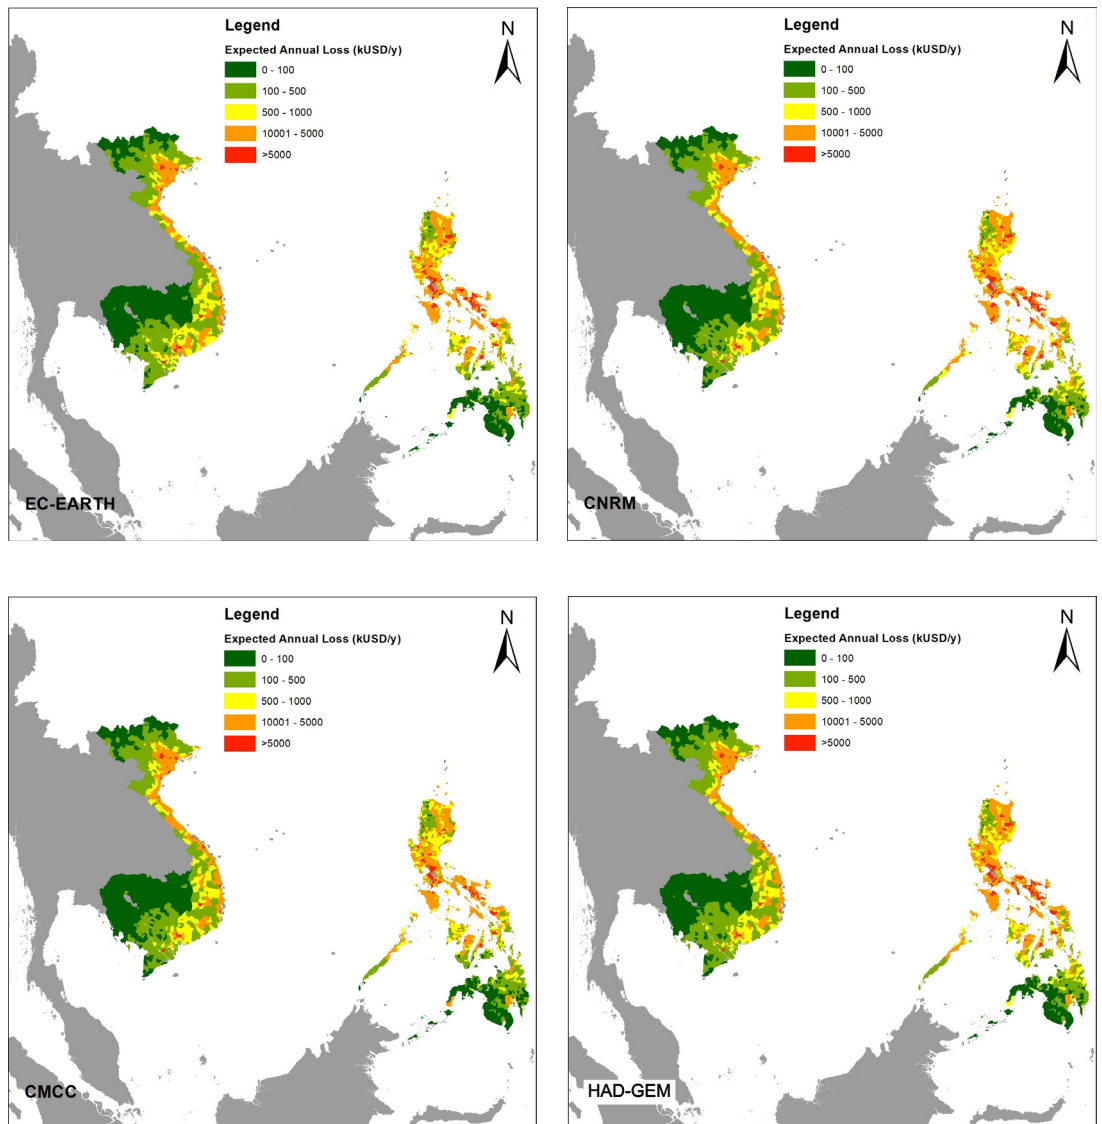 Legend
N
Expected Annual Loss (kUSD/y)
0 - 100
100 - 500
500 - 1000
10001 - 5000
>5000
EC-EARTH
Legend
N
Expected Annual Loss (kUSD/y)
0 - 100
100 - 500
500 - 1000
10001 - 5000
>5000
CNRM
Legend
N
Expected Annual Loss (kUSD/y)
0 - 100
100 - 500
500 - 1000
10001 - 5000
>5000
CMCC
Legend
N
Expected Annual Loss (kUSD/y)
0 - 100
100 - 500
500 - 1000
10001 - 5000
>5000
HAD-GEM